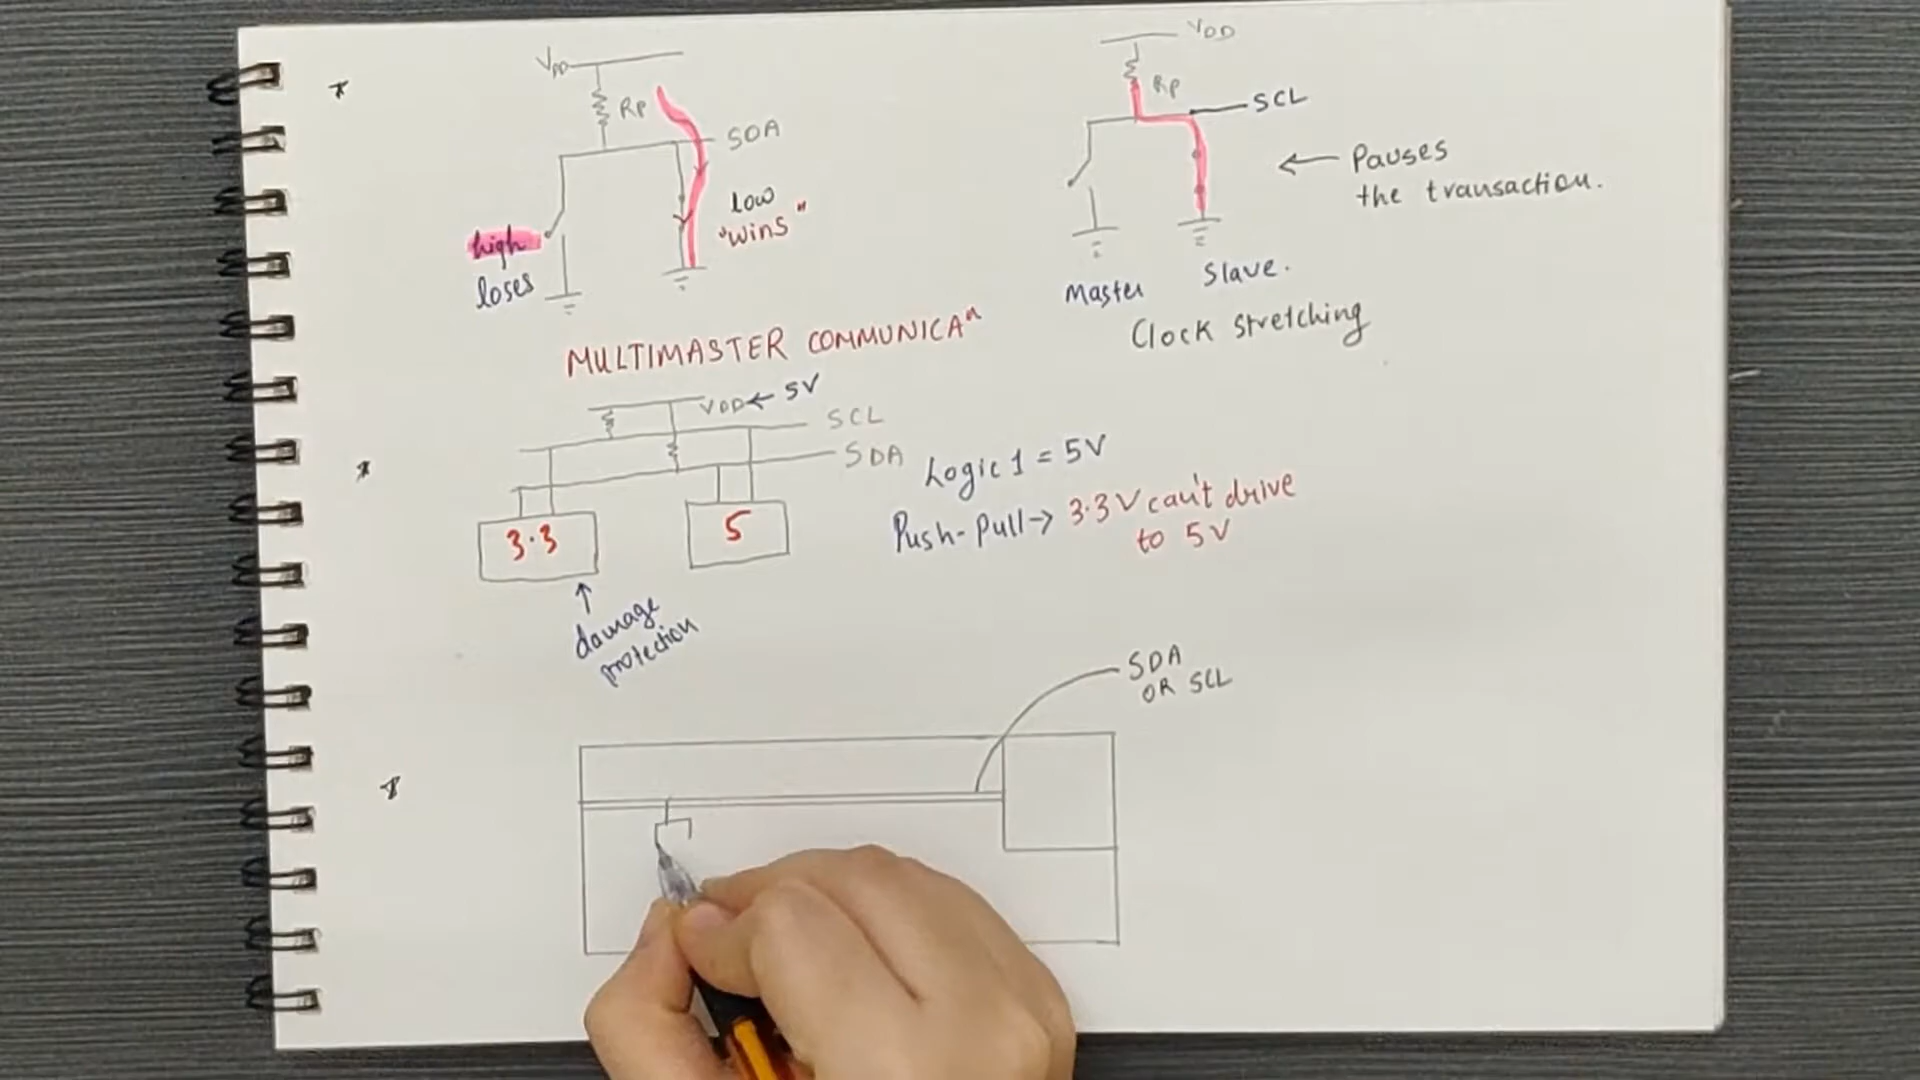 VDD
RP
SDA
high
loses
Low
"wins"
VDD
RP
SCL
Pauses
the transaction.
Master
Slave.
Clock stretching
MULTIMASTER COMMUNICAⁿ
VDD ← 5V
SCL
SDA
3.3
5
Logic 1 = 5V
Push-Pull → 3.3V can't drive
to 5V
damage
protection
SDA
OR SCL